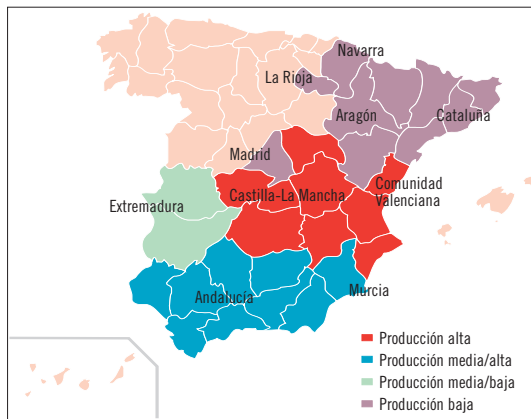 Navarra
La Rioja
Aragón
Cataluña
Madrid
Castilla-La Mancha
Comunidad
Valenciana
Extremadura
Andalucía
Murcia
Producción alta
Producción media/alta
Producción media/baja
Producción baja